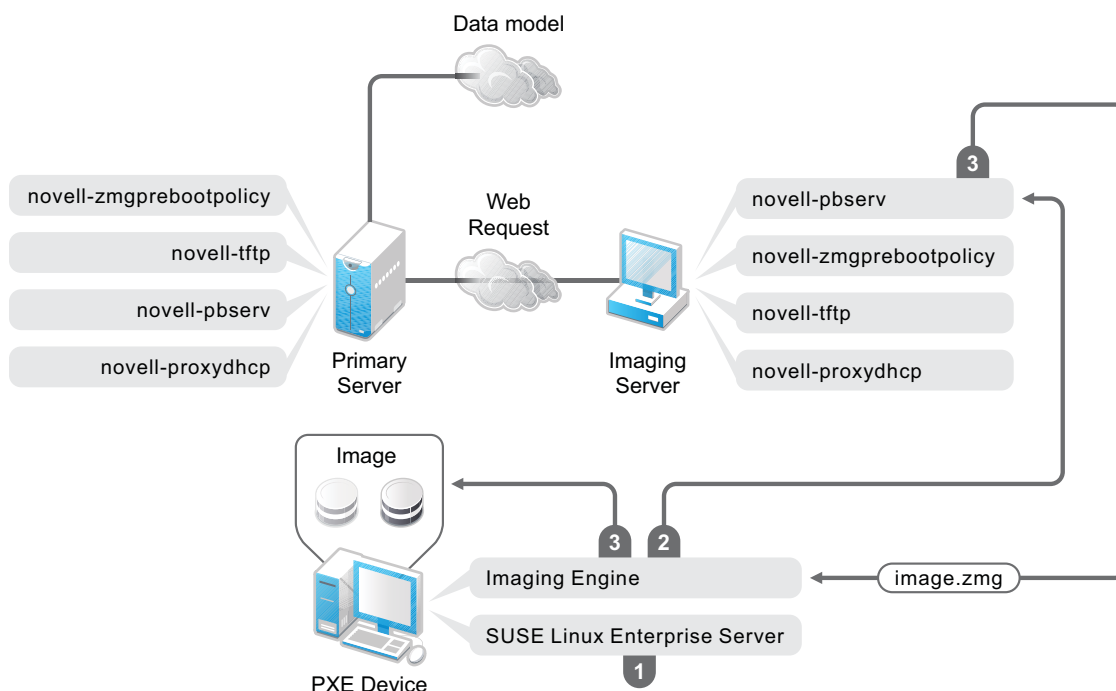 Data model
3
novell-zmgprebootpolicy
novell-tftp
novell-pbserv
novell-proxydhcp
Web
Request
novell-pbserv
novell-zmgprebootpolicy
novell-tftp
novell-proxydhcp
Primary
Server
Imaging
Server
Image
3
2
Imaging Engine
image.zmg
SUSE Linux Enterprise Server
1
PXE Device